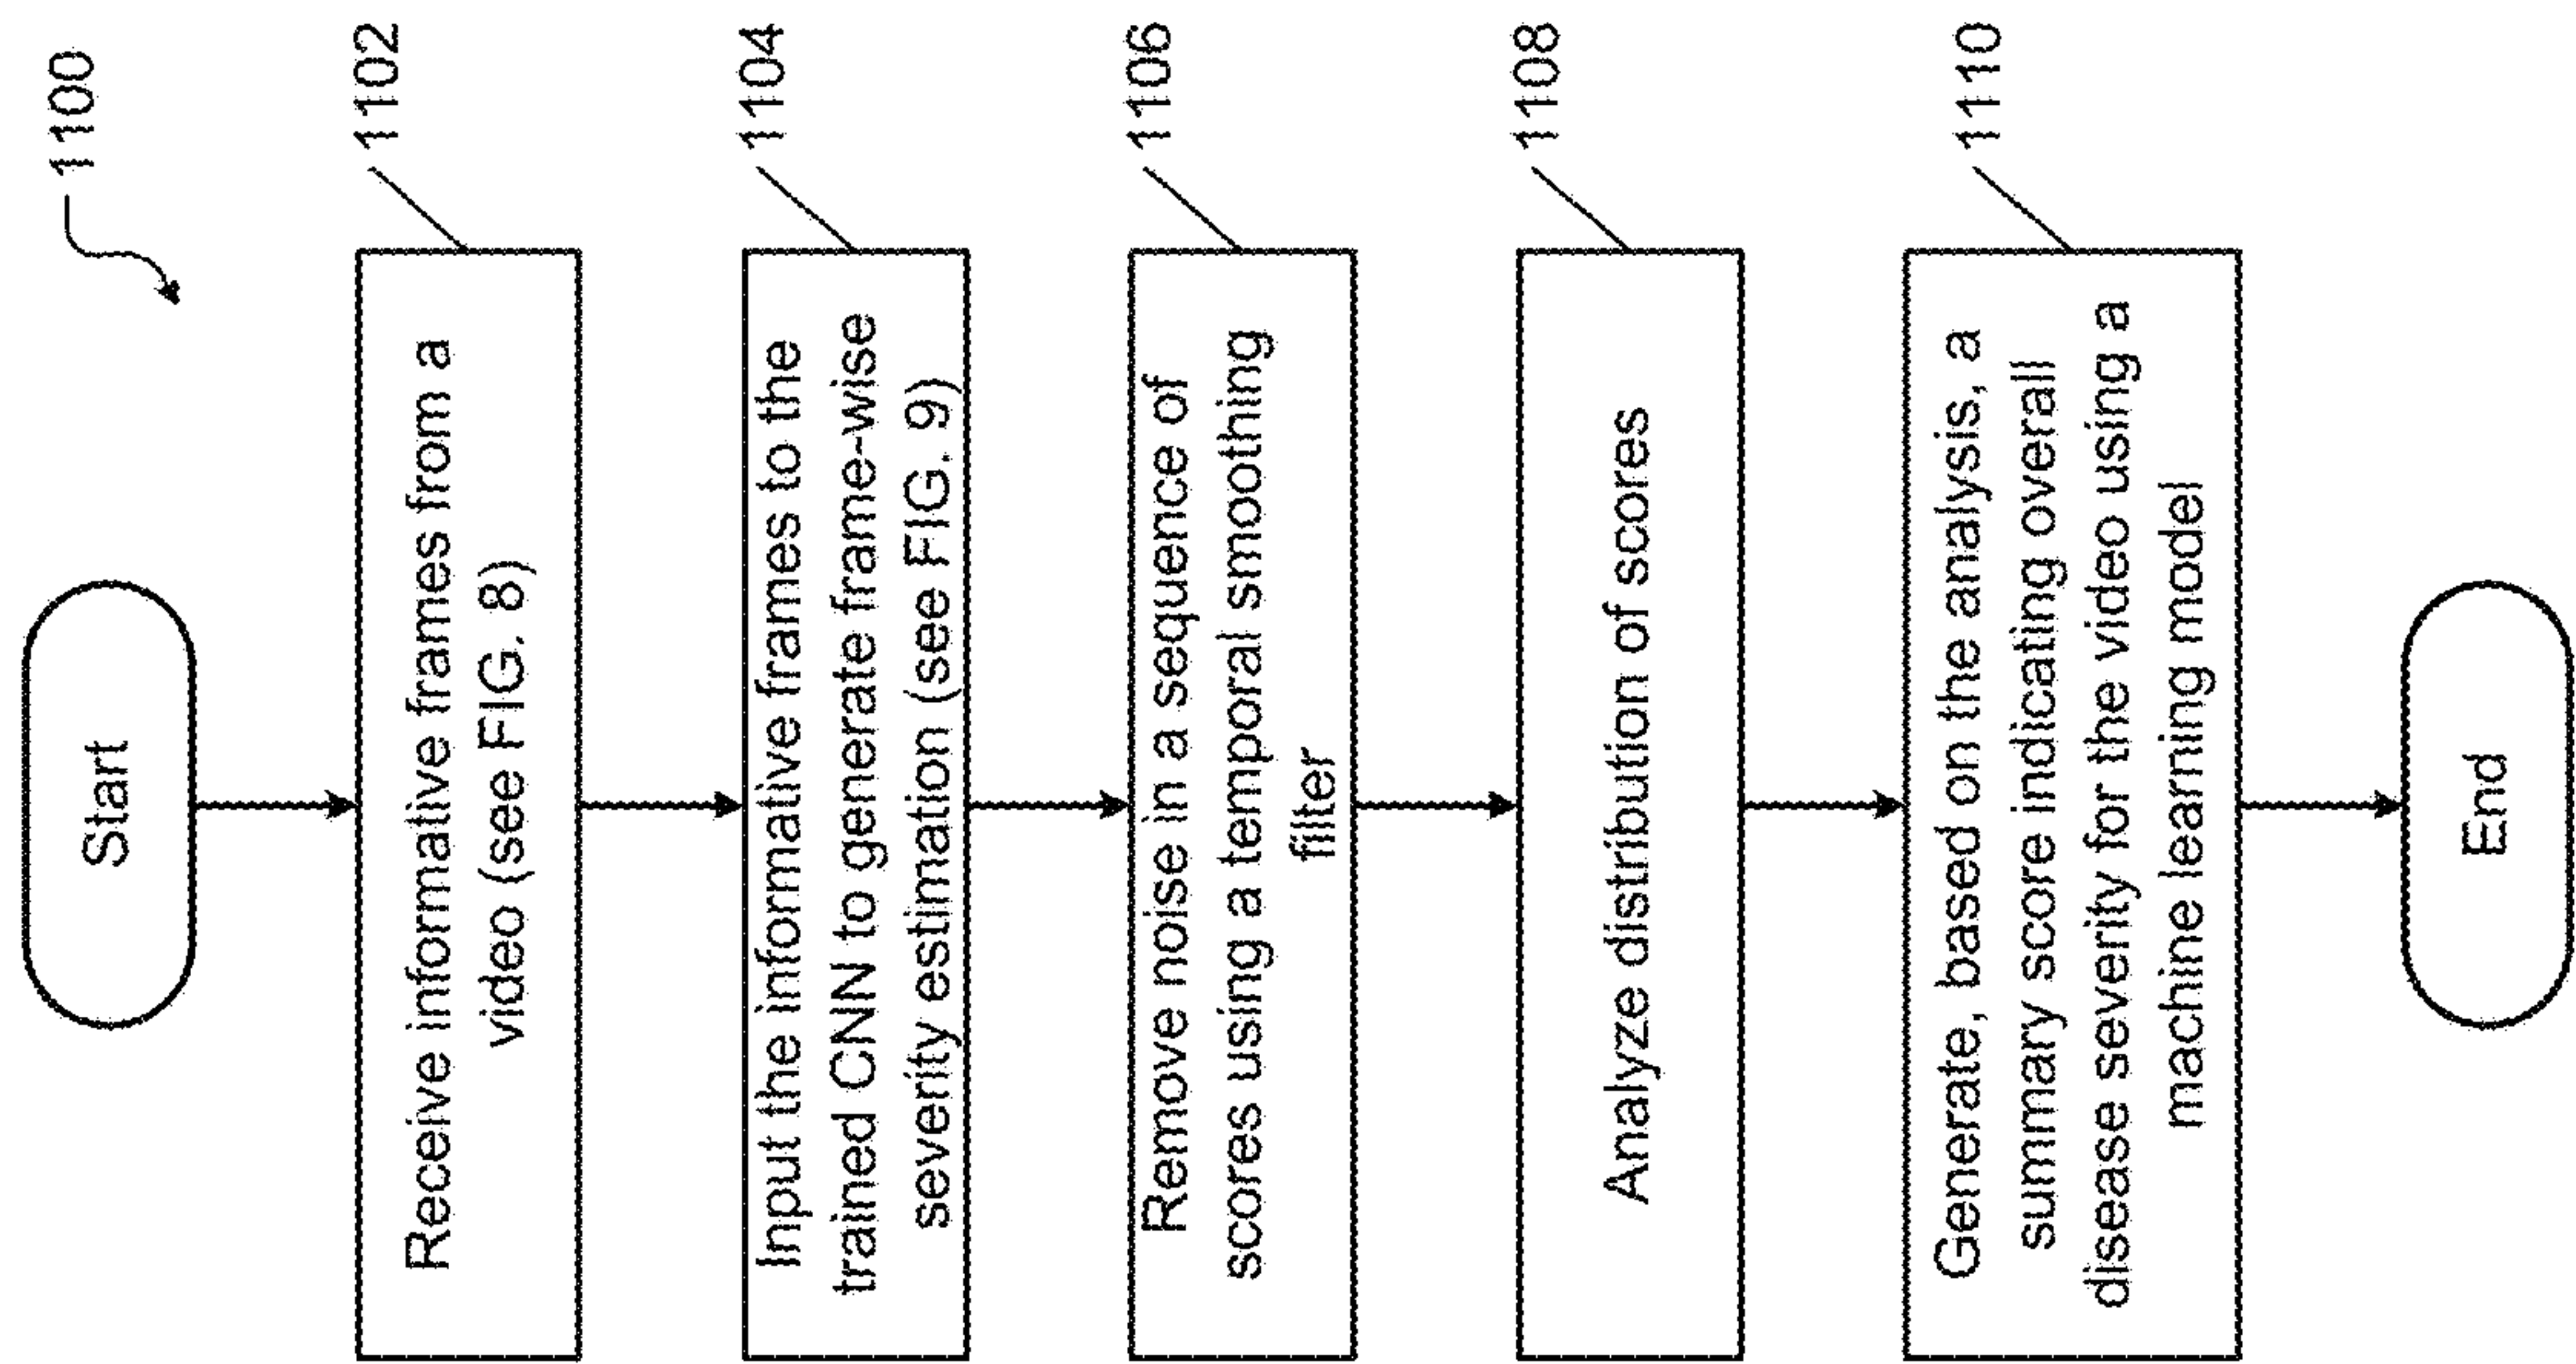 1100
Start
Receive informative frames from a
video (see FIG. 8)
1102
Input the informative frames to the
trained CNN to generate frame-wise
severity estimation (see FIG. 9)
1104
Remove noise in a sequence of
scores using a temporal smoothing
filter
1106
Analyze distribution of scores
1108
Generate, based on the analysis, a
summary score indicating overall
disease severity for the video using a
machine learning model
1110
End